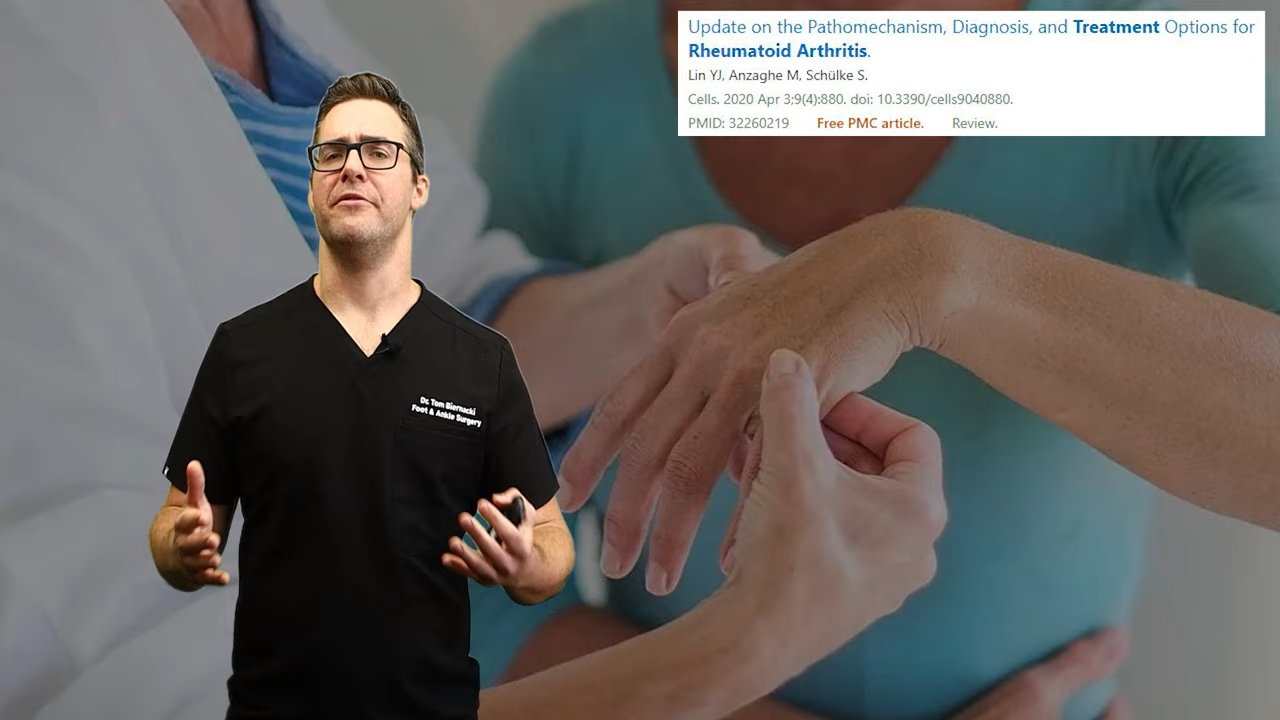 Update on the Pathomechanism, Diagnosis, and Treatment Options for
Rheumatoid Arthritis.
Lin YJ, Anzaghe M, Schülke S.
Cells. 2020 Apr 3;9(4):880. doi: 10.3390/cells9040880.
PMID: 32260219 Free PMC article. Review.
Dr. Tom Biernacki
Foot & Ankle Surgery